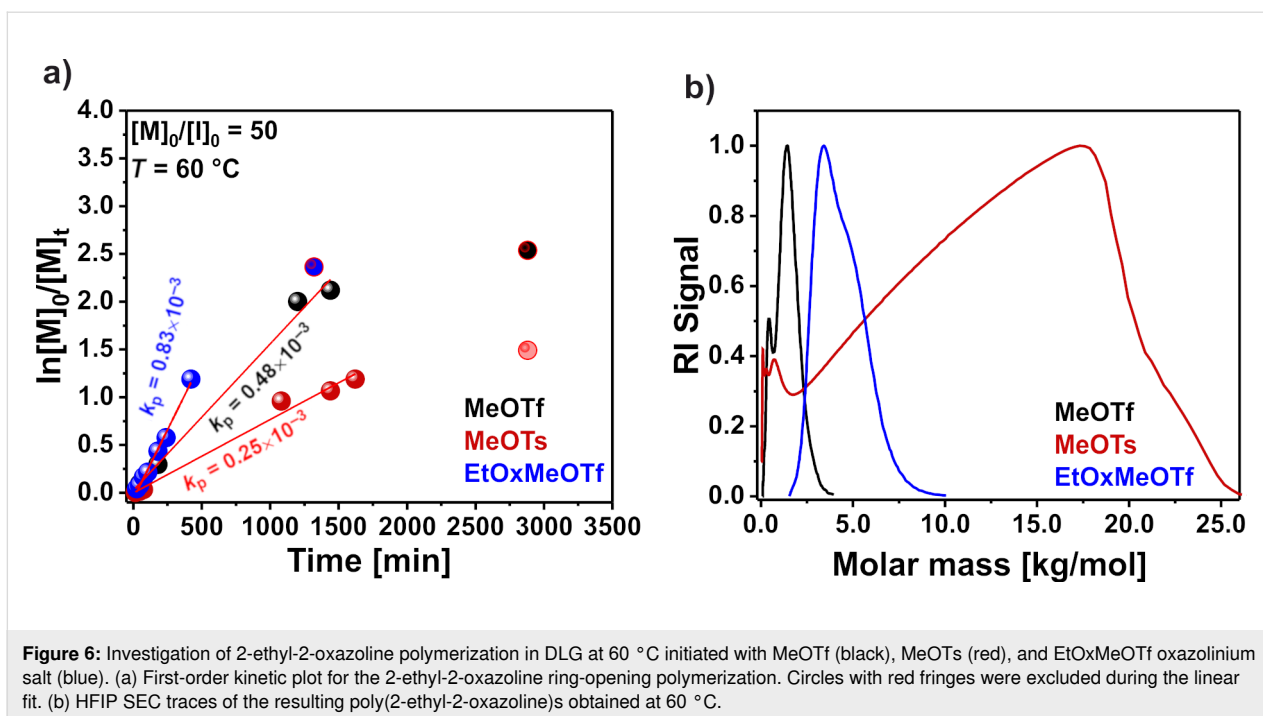 a)
4.0
3.5
3.0
2.5
2.0
1.5
1.0
0.5
0.0
ln[M]₀/[M]ₜ
[M]₀/[I]₀ = 50
T = 60 °C
kₚ = 0.83×10⁻³
kₚ = 0.48×10⁻³
kₚ = 0.25×10⁻³
MeOTf
MeOTs
EtOxMeOTf
0 500 1000 1500 2000 2500 3000 3500
Time [min]
b)
1.0
0.8
0.6
0.4
0.2
0.0
RI Signal
MeOTf
MeOTs
EtOxMeOTf
0.0 5.0 10.0 15.0 20.0 25.0
Molar mass [kg/mol]
Figure 6: Investigation of 2-ethyl-2-oxazoline polymerization in DLG at 60 °C initiated with MeOTf (black), MeOTs (red), and EtOxMeOTf oxazolinium
salt (blue). (a) First-order kinetic plot for the 2-ethyl-2-oxazoline ring-opening polymerization. Circles with red fringes were excluded during the linear
fit. (b) HFIP SEC traces of the resulting poly(2-ethyl-2-oxazoline)s obtained at 60 °C.